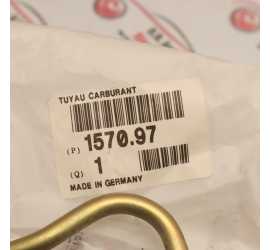 TUYAU CARBURANT
(P) 1570.97
(Q) 1
MADE IN GERMANY